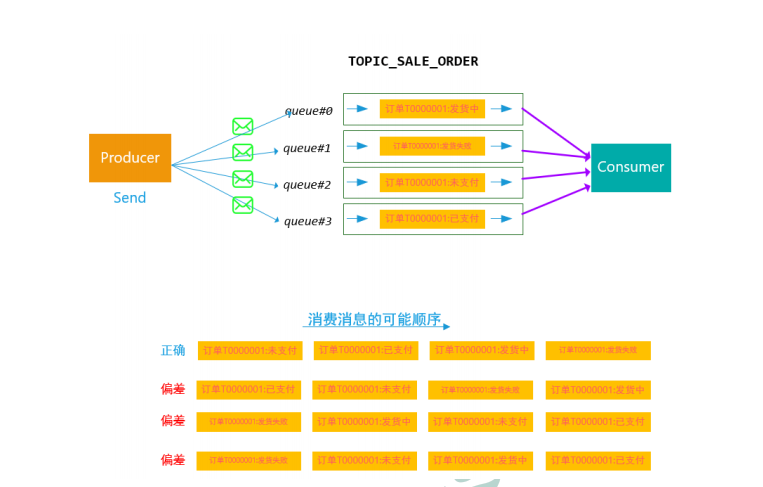 TOPIC_SALE_ORDER
queue#0
订单T0000001:发货中
queue#1
订单T0000001:发货失败
Producer
Consumer
queue#2
订单T0000001:未支付
Send
queue#3
订单T0000001:已支付
消费消息的可能顺序
正确 订单T0000001:未支付 订单T0000001:已支付 订单T0000001:发货中 订单T0000001:发货失败
偏差 订单T0000001:已支付 订单T0000001:未支付 订单T0000001:发货失败 订单T0000001:发货中
偏差 订单T0000001:发货失败 订单T0000001:发货中 订单T0000001:未支付 订单T0000001:已支付
偏差 订单T0000001:发货失败 订单T0000001:未支付 订单T0000001:发货中 订单T0000001:已支付